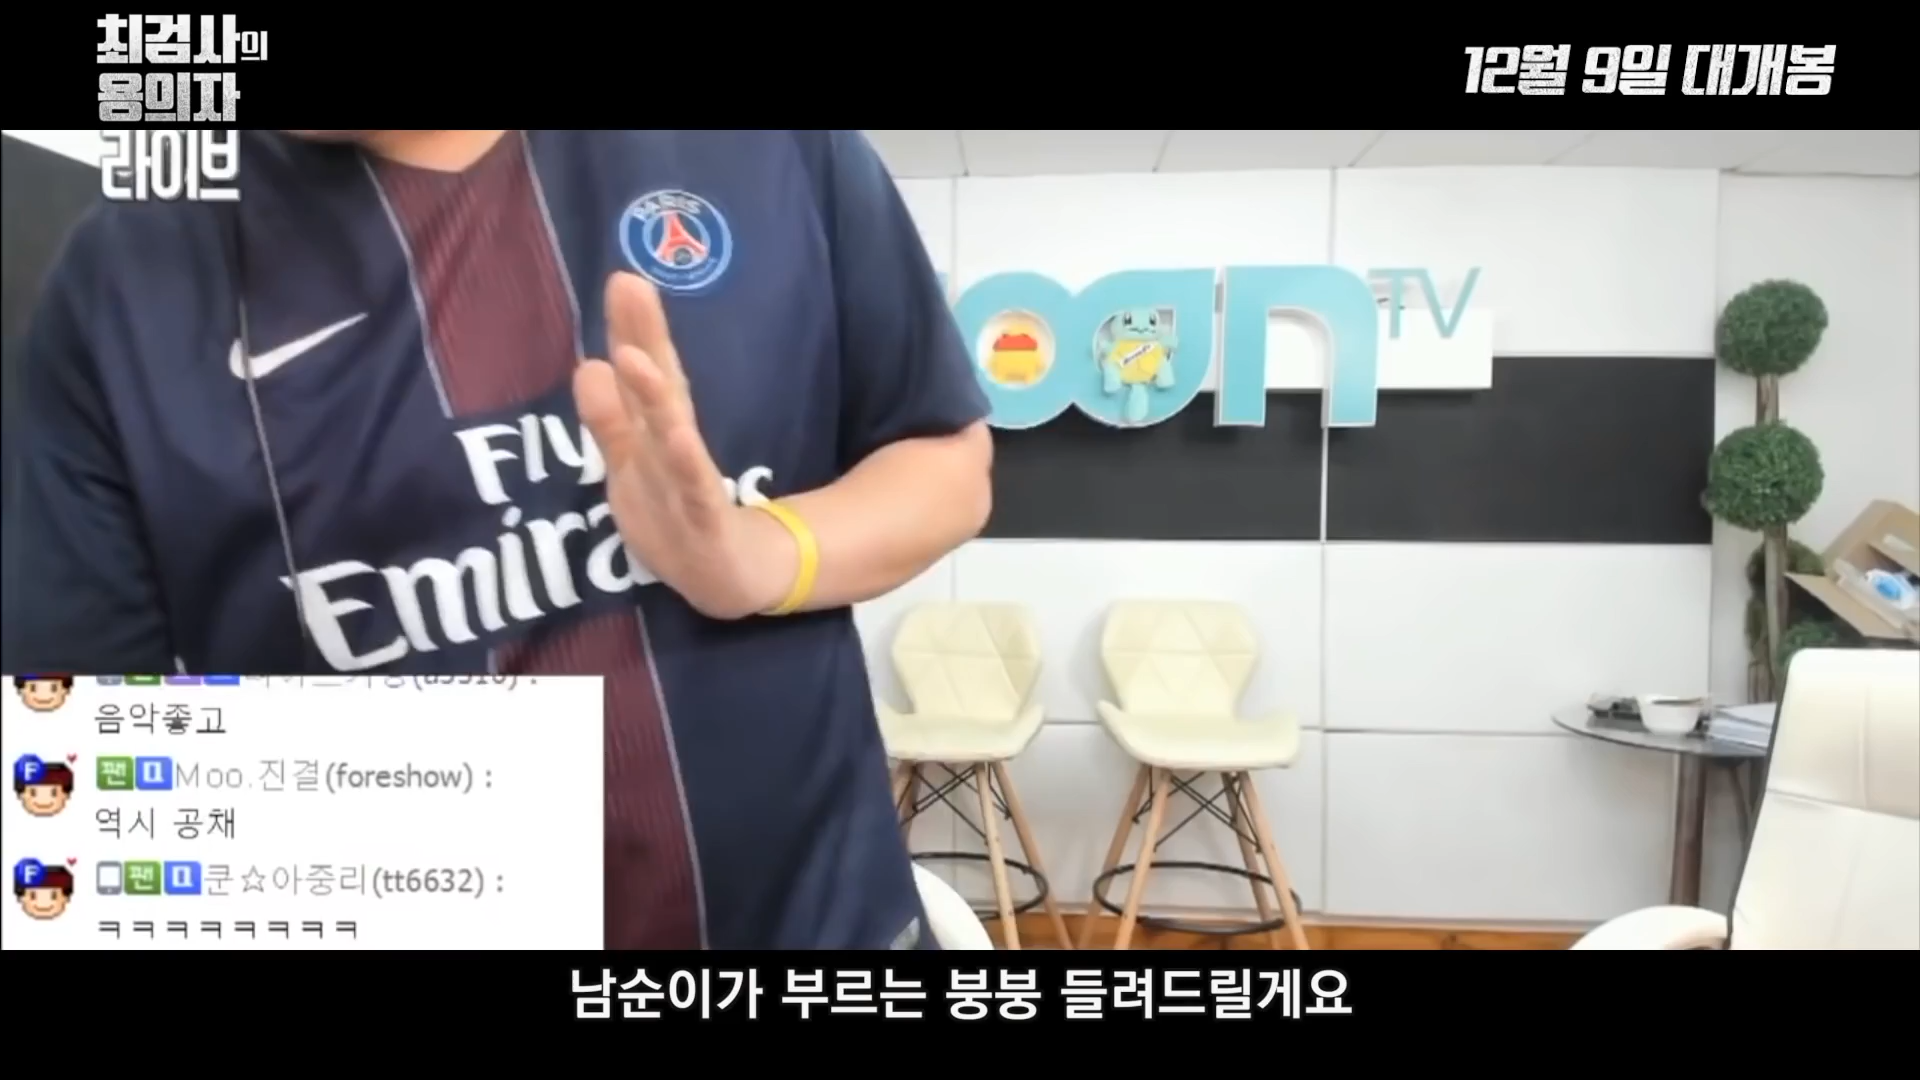 최검사의
용의자
라이브
12월 9일 대개봉
PARIS
Fly
Emira
oon TV
음악좋고
팬 Moo.진결(foreshow) :
역시 공채
팬 쿤☆아중리(tt6632) :
ㅋㅋㅋㅋㅋㅋㅋㅋ
남순이가 부르는 붕붕 들려드릴게요